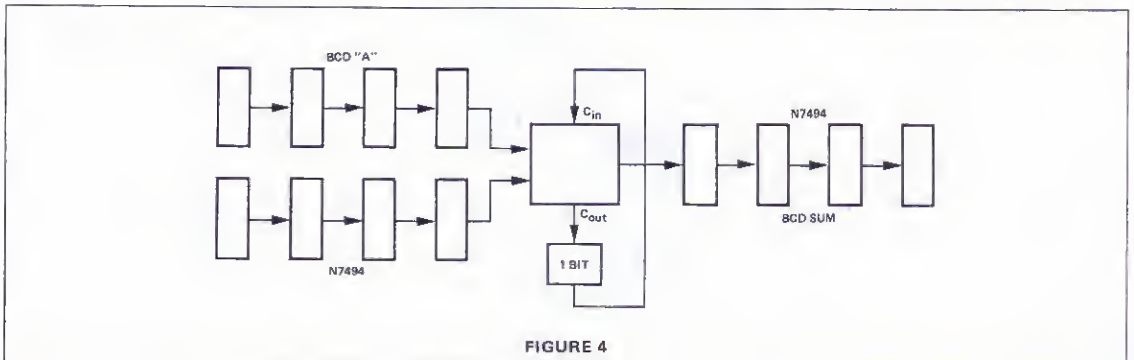 BCD "A"
N7494
Cin
Cout
1 BIT
N7494
BCD SUM
FIGURE 4